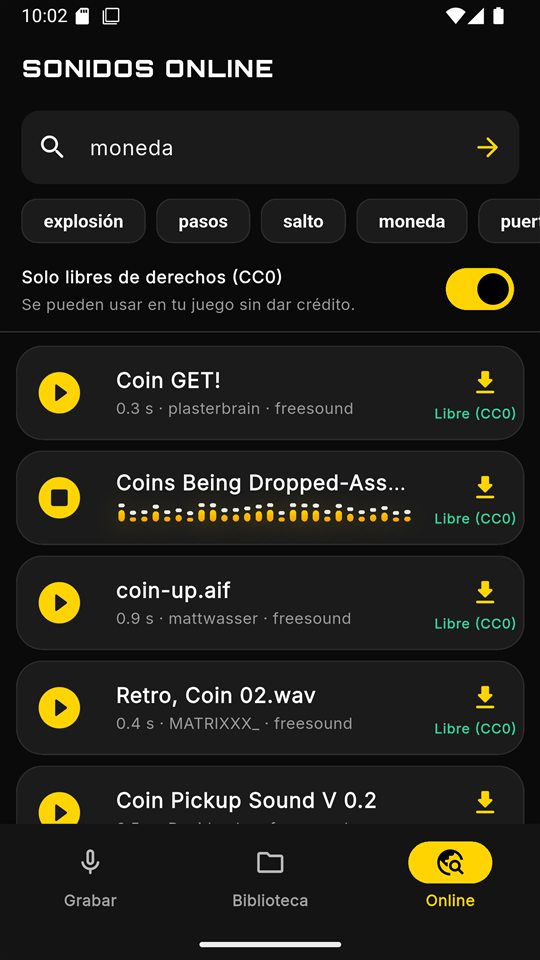 10:02
SONIDOS ONLINE
moneda
explosión pasos salto moneda puert
Solo libres de derechos (CC0)
Se pueden usar en tu juego sin dar crédito.
Coin GET!
0.3 s · plasterbrain · freesound
Libre (CC0)
Coins Being Dropped-Ass...
Libre (CC0)
coin-up.aif
0.9 s · mattwasser · freesound
Libre (CC0)
Retro, Coin 02.wav
0.4 s · MATRIXXX_ · freesound
Libre (CC0)
Coin Pickup Sound V 0.2
Grabar Biblioteca Online